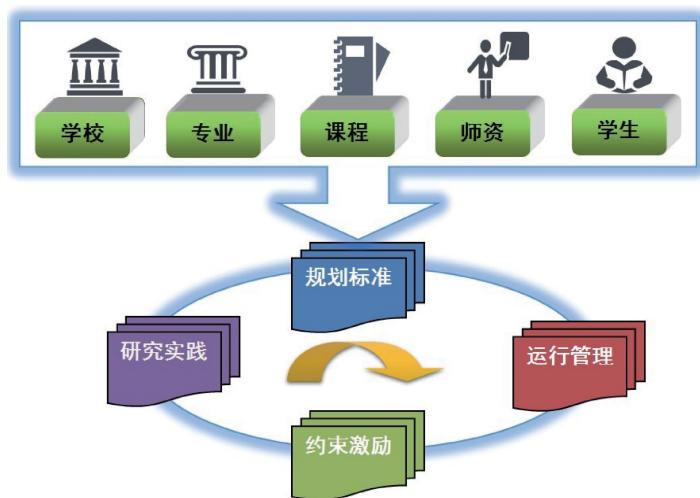 学校
专业
课程
师资
学生
规划标准
研究实践
运行管理
约束激励